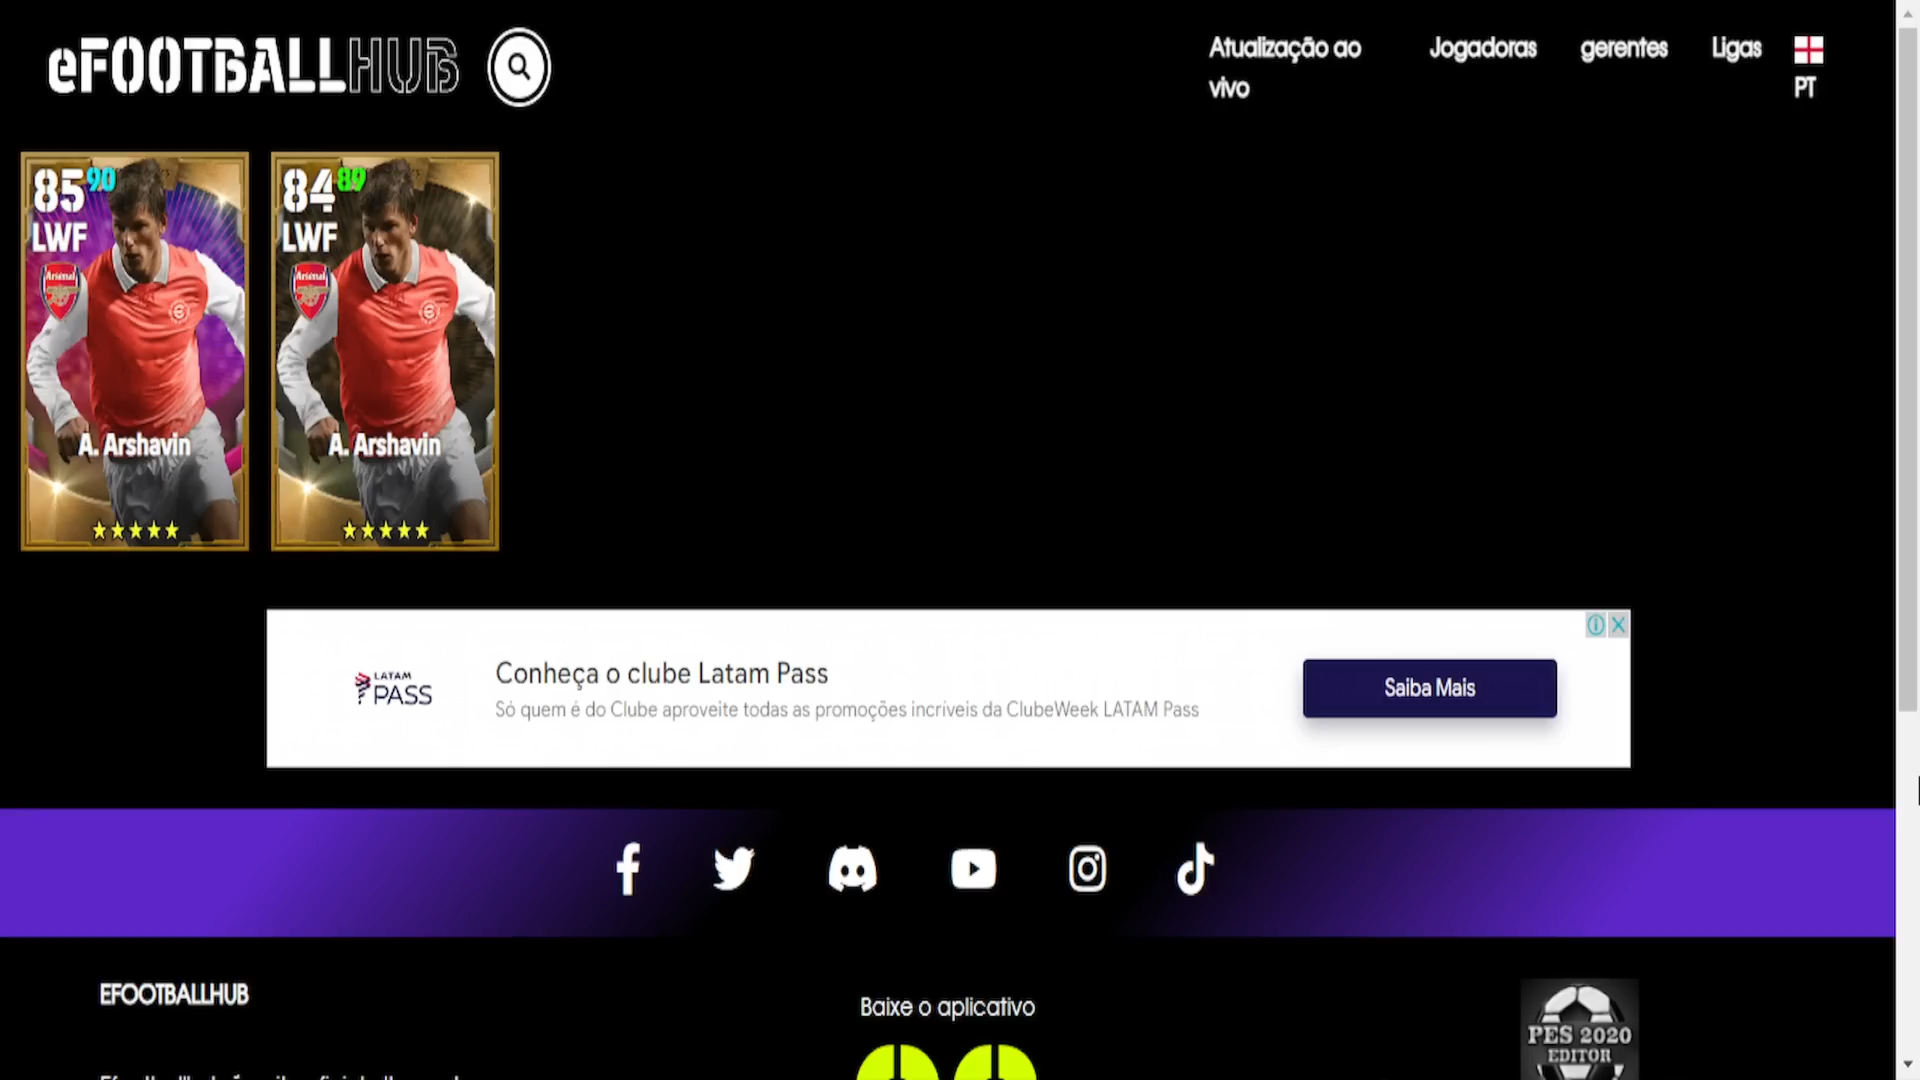 eFOOTBALLHUB
Atualização ao
vivo
Jogadoras
gerentes
Ligas
PT
85 90
LWF
Arsenal
A. Arshavin
84 89
LWF
Arsenal
A. Arshavin
LATAM
PASS
Conheça o clube Latam Pass
Só quem é do Clube aproveite todas as promoções incríveis da ClubeWeek LATAM Pass
Saiba Mais
EFOOTBALLHUB
Baixe o aplicativo
PES 2020
EDITOR